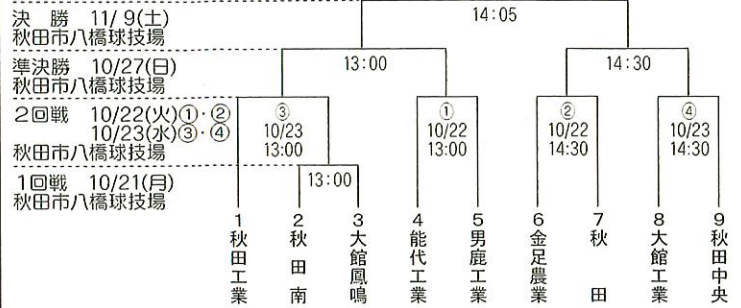 決　勝　11/ 9(土)
秋田市八橋球技場
14:05
準決勝　10/27(日)
秋田市八橋球技場
13:00
14:30
2回戦　10/22(火)①・②
10/23(水)③・④
秋田市八橋球技場
③
10/23
13:00
①
10/22
13:00
②
10/22
14:30
④
10/23
14:30
1回戦　10/21(月)
秋田市八橋球技場
13:00
1 秋田工業
2 秋田南
3 大館鳳鳴
4 能代工業
5 男鹿工業
6 金足農業
7 秋田
8 大館工業
9 秋田中央